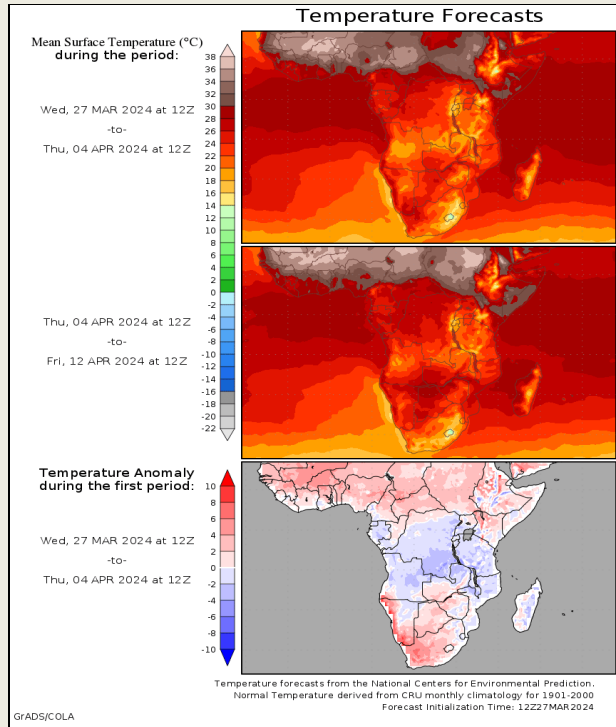 Temperature Forecasts
Mean Surface Temperature (°C)
during the period:
Wed, 27 MAR 2024 at 12Z
-to-
Thu, 04 APR 2024 at 12Z
38
36
34
32
30
28
26
24
22
20
18
16
14
12
10
8
6
4
2
0
-2
-4
-6
-8
-10
-12
-14
-16
-18
-20
-22
Thu, 04 APR 2024 at 12Z
-to-
Fri, 12 APR 2024 at 12Z
Temperature Anomaly
during the first period:
Wed, 27 MAR 2024 at 12Z
-to-
Thu, 04 APR 2024 at 12Z
10
8
6
4
2
0
-2
-4
-6
-8
-10
Temperature forecasts from the National Centers for Environmental Prediction.
Normal Temperature derived from CRU monthly climatology for 1901-2000
Forecast Initialization Time: 12Z27MAR2024
GrADS/COLA